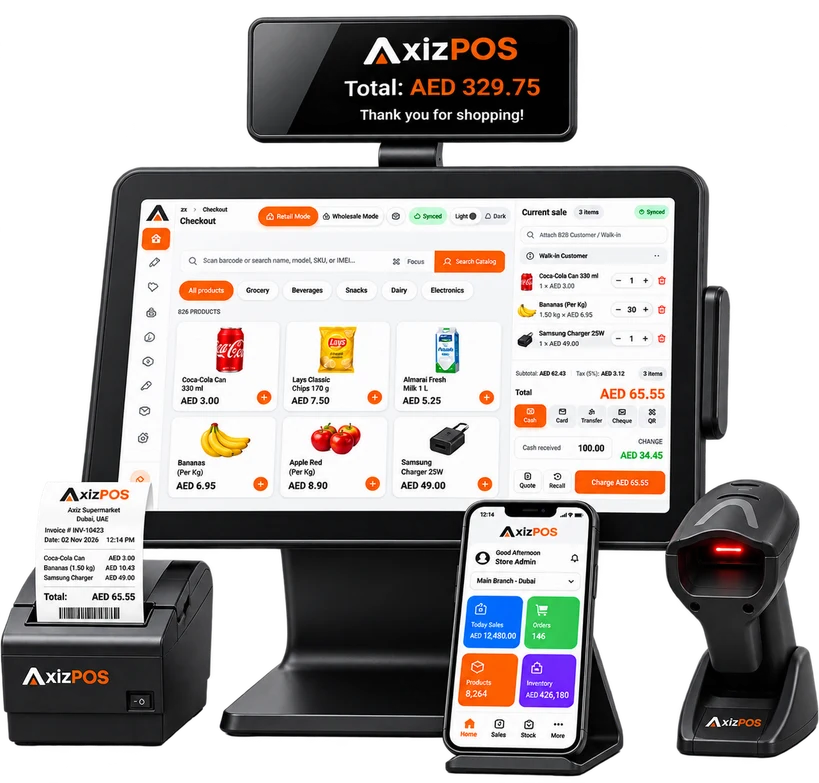 AxizPOS
Total: AED 329.75
Thank you for shopping!
zx > Checkout
Checkout
Retail Mode
Wholesale Mode
Synced
Light
Dark
Scan barcode or search name, model, SKU, or IMEI...
Focus
Search Catalog
All products
Grocery
Beverages
Snacks
Dairy
Electronics
826 PRODUCTS
Coca-Cola Can
330 ml
AED 3.00
Lay's
Lays Classic
Chips 170 g
AED 7.50
Almarai Fresh
Milk 1 L
AED 5.25
Bananas
(Per Kg)
AED 6.95
Apple Red
(Per Kg)
AED 8.90
Samsung
Charger 25W
AED 49.00
Current sale
3 items
Synced
Attach B2B Customer / Walk-in
Walk-in Customer
Coca-Cola Can 330 ml
1 × AED 3.00
− 1 +
Bananas (Per Kg)
1.50 kg × AED 6.95
− 30 +
Samsung Charger 25W
1 x AED 49.00
− 1 +
Subtotal: AED 62.43
Tax (5%): AED 3.12
3 items
Total
AED 65.55
Cash
Card
Transfer
Cheque
QR
Cash received
100.00
CHANGE
AED 34.45
Quote
Recall
Charge AED 65.55
AxizPOS
Axiz Supermarket
Dubai, UAE
Invoice # INV-10423
Date: 02 Nov 2026 12:14 PM
Coca-Cola Can AED 3.00
Bananas (1.50 kg) AED 10.43
Samsung Charger AED 49.00
Total: AED 65.55
AxizPOS
12:14
AxizPOS
Good Afternoon
Store Admin
Main Branch - Dubai
Today Sales
AED 12,480.00
Orders
146
Products
8,264
Inventory
AED 426,180
Home
Sales
Stock
More
AxizPOS